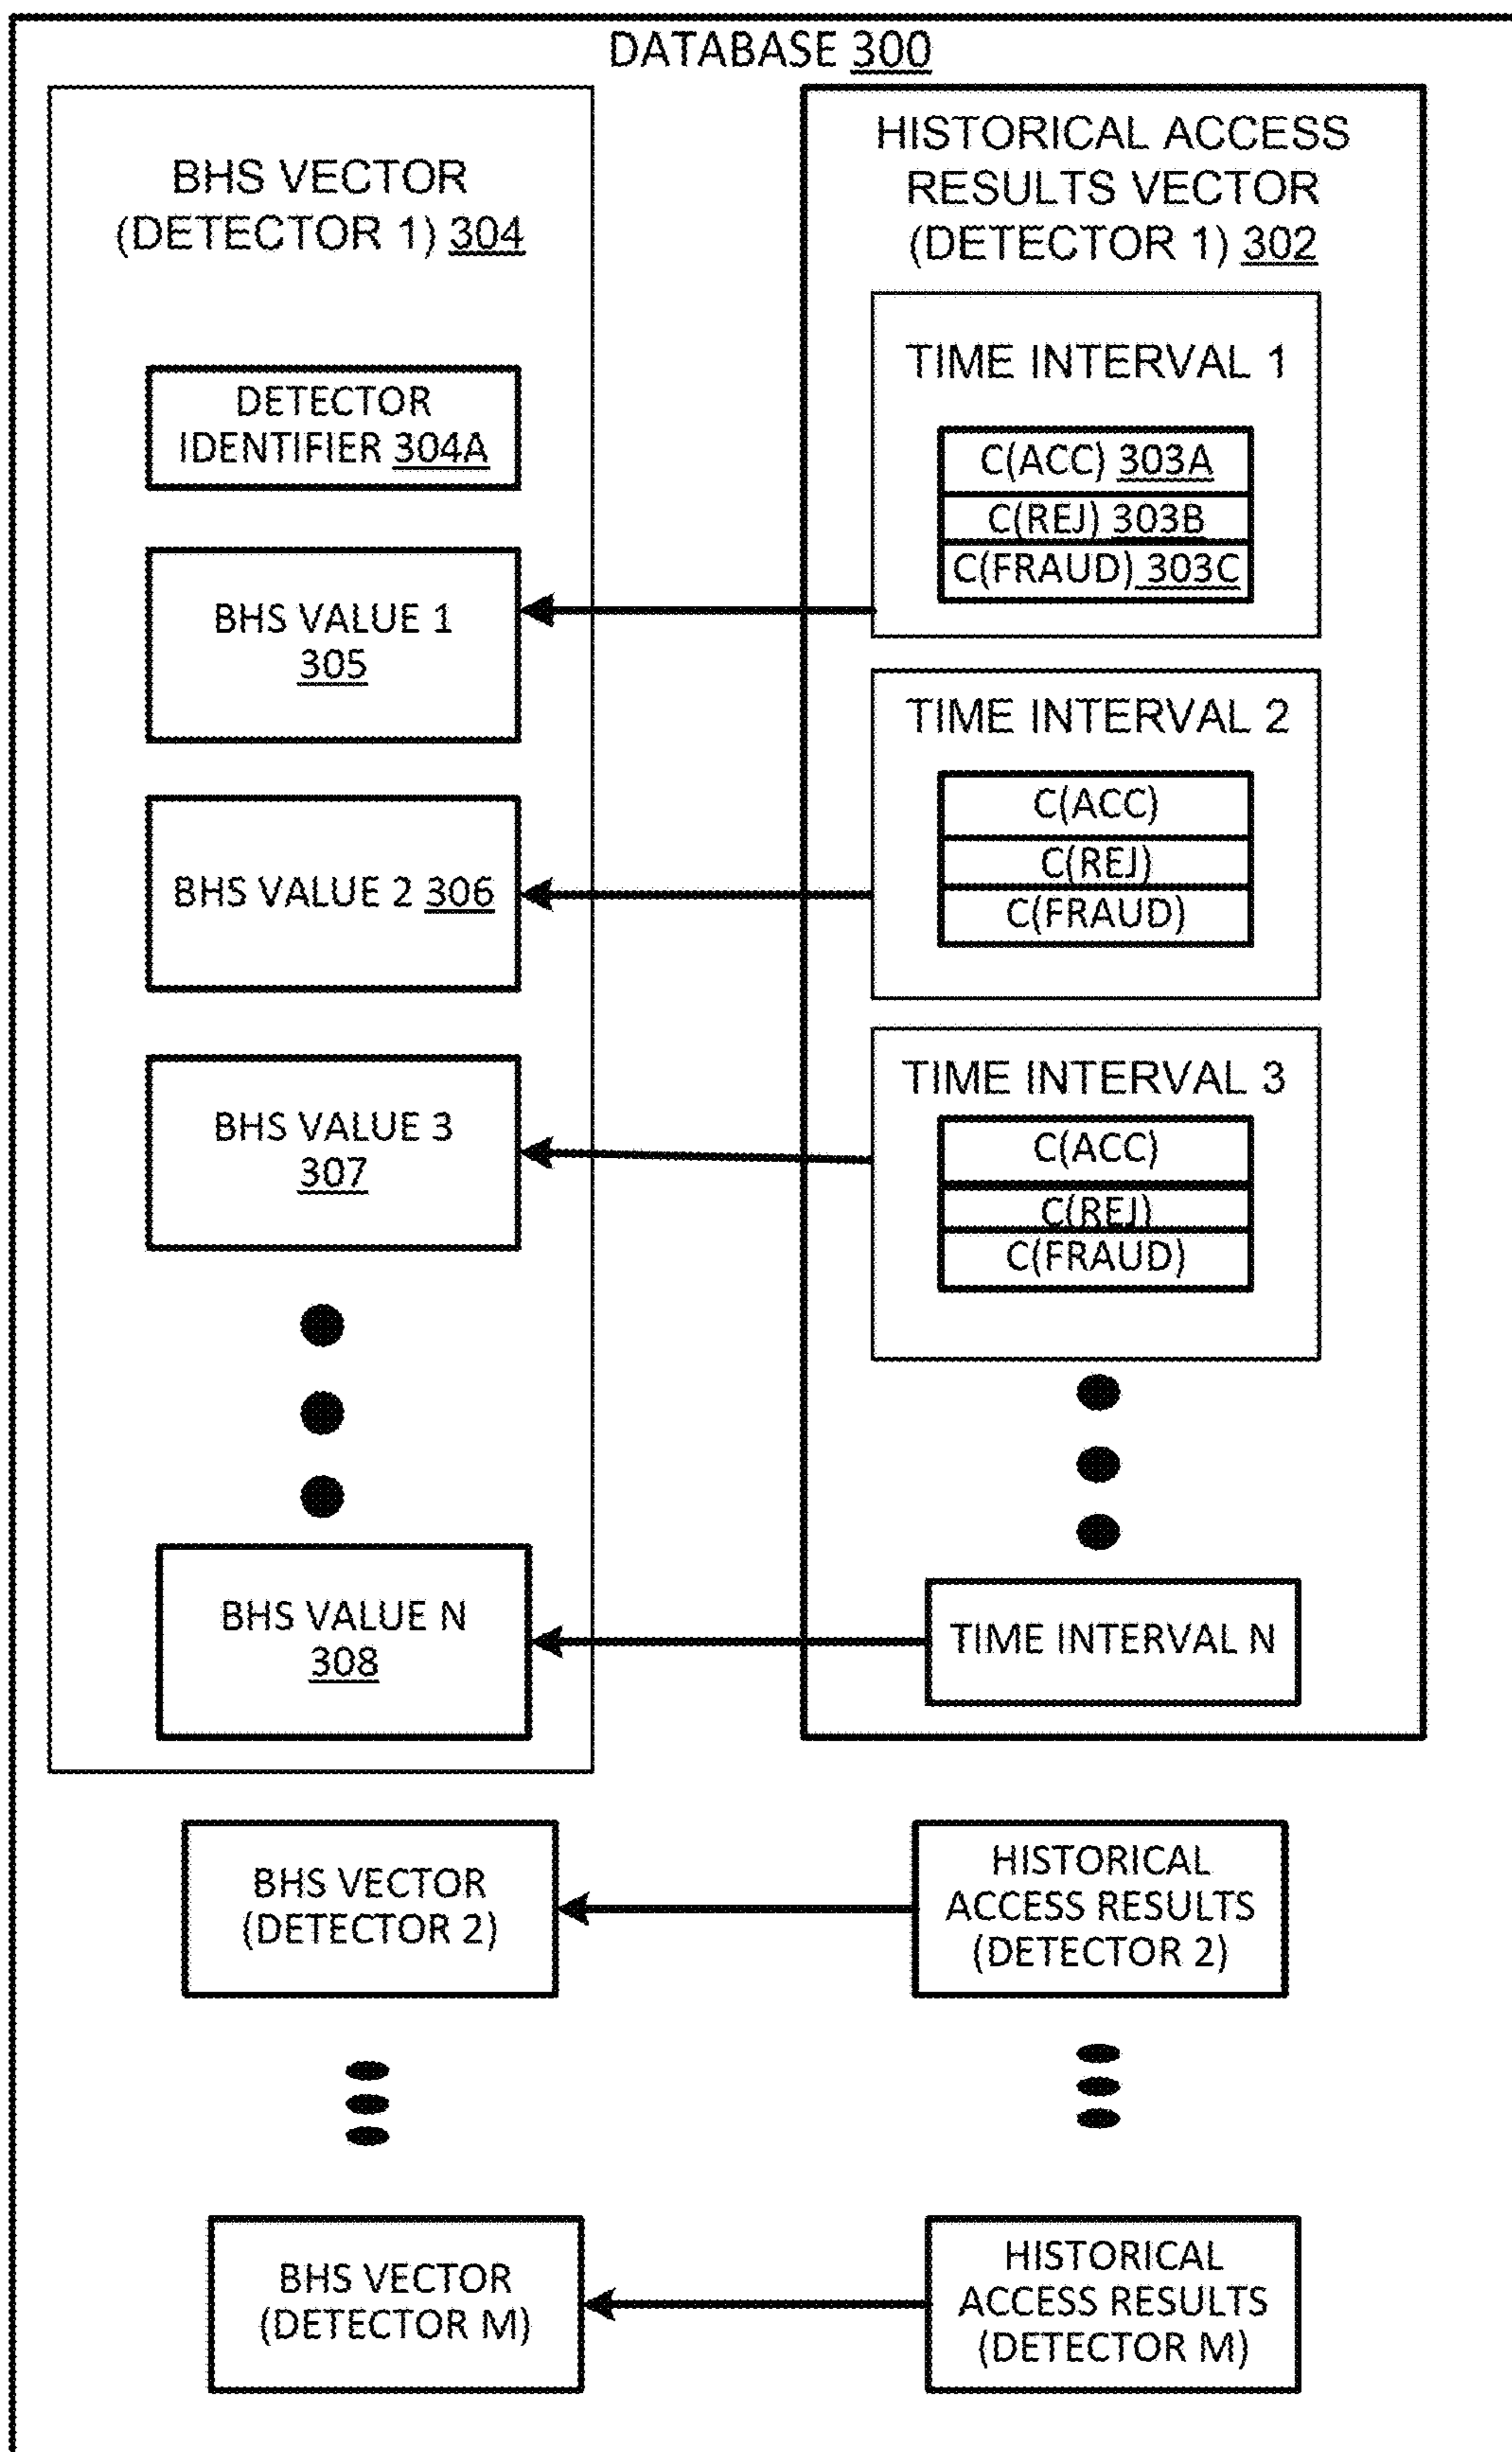 DATABASE 300
BHS VECTOR
(DETECTOR 1) 304
DETECTOR
IDENTIFIER 304A
BHS VALUE 1
305
BHS VALUE 2 306
BHS VALUE 3
307
BHS VALUE N
308
HISTORICAL ACCESS
RESULTS VECTOR
(DETECTOR 1) 302
TIME INTERVAL 1
C(ACC) 303A
C(REJ) 303B
C(FRAUD) 303C
TIME INTERVAL 2
C(ACC)
C(REJ)
C(FRAUD)
TIME INTERVAL 3
C(ACC)
C(REJ)
C(FRAUD)
TIME INTERVAL N
BHS VECTOR
(DETECTOR 2)
HISTORICAL
ACCESS RESULTS
(DETECTOR 2)
BHS VECTOR
(DETECTOR M)
HISTORICAL
ACCESS RESULTS
(DETECTOR M)